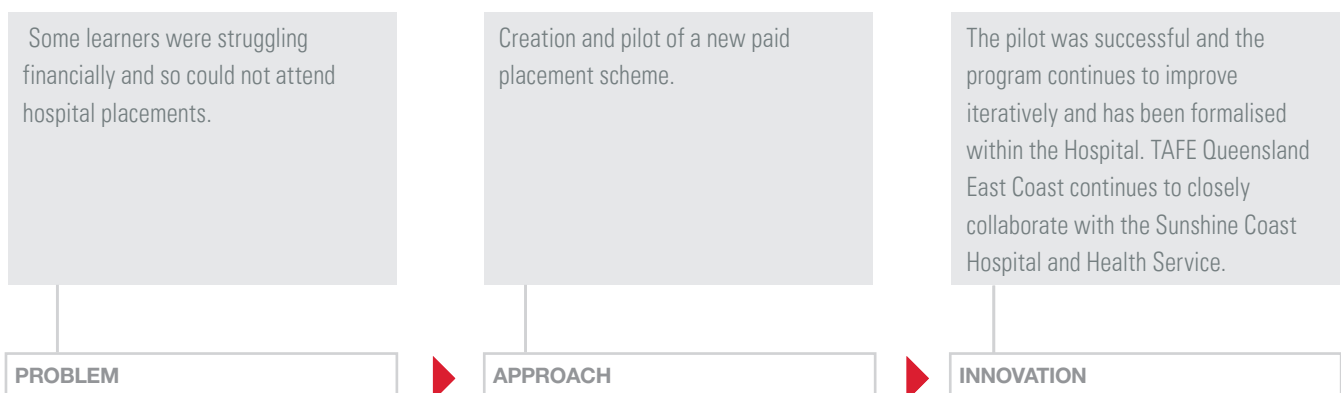 Some learners were struggling
financially and so could not attend
hospital placements.
Creation and pilot of a new paid
placement scheme.
The pilot was successful and the
program continues to improve
iteratively and has been formalised
within the Hospital. TAFE Queensland
East Coast continues to closely
collaborate with the Sunshine Coast
Hospital and Health Service.
PROBLEM
APPROACH
INNOVATION